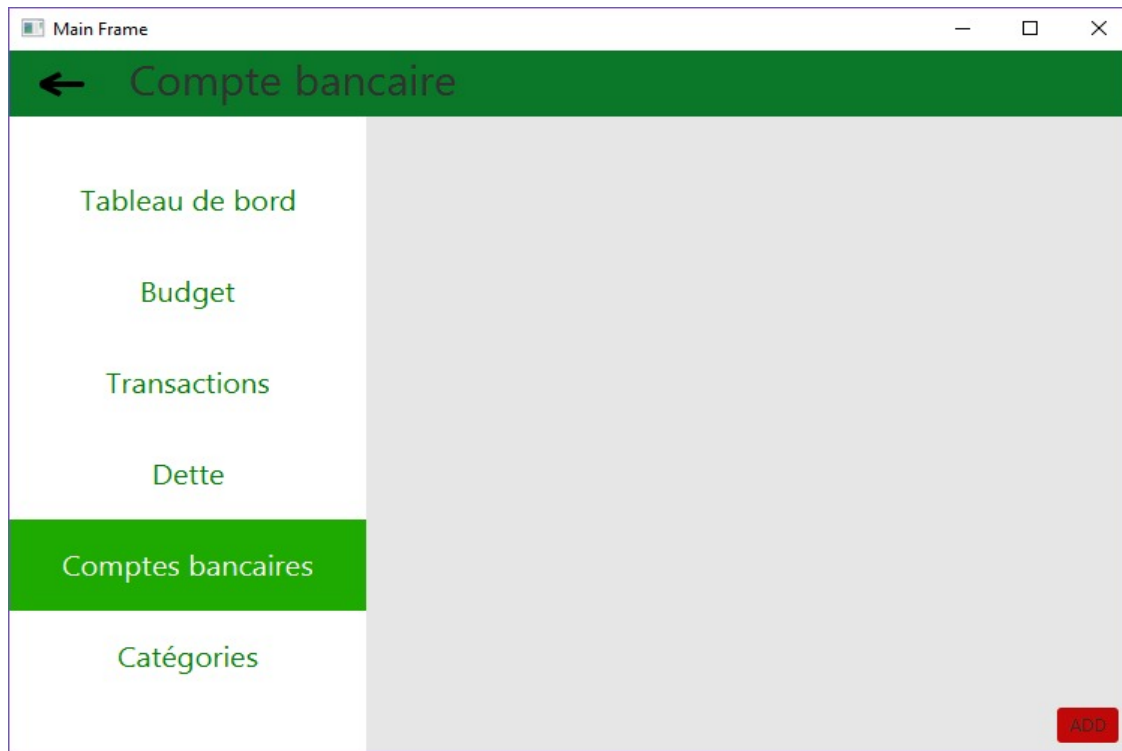 Main Frame
Compte bancaire
Tableau de bord
Budget
Transactions
Dette
Comptes bancaires
Catégories
ADD